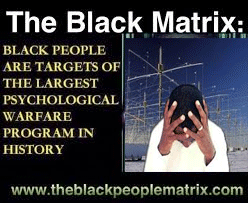 The Black Matrix:
BLACK PEOPLE
ARE TARGETS OF
THE LARGEST
PSYCHOLOGICAL
WARFARE
PROGRAM IN
HISTORY
www.theblackpeoplematrix.com